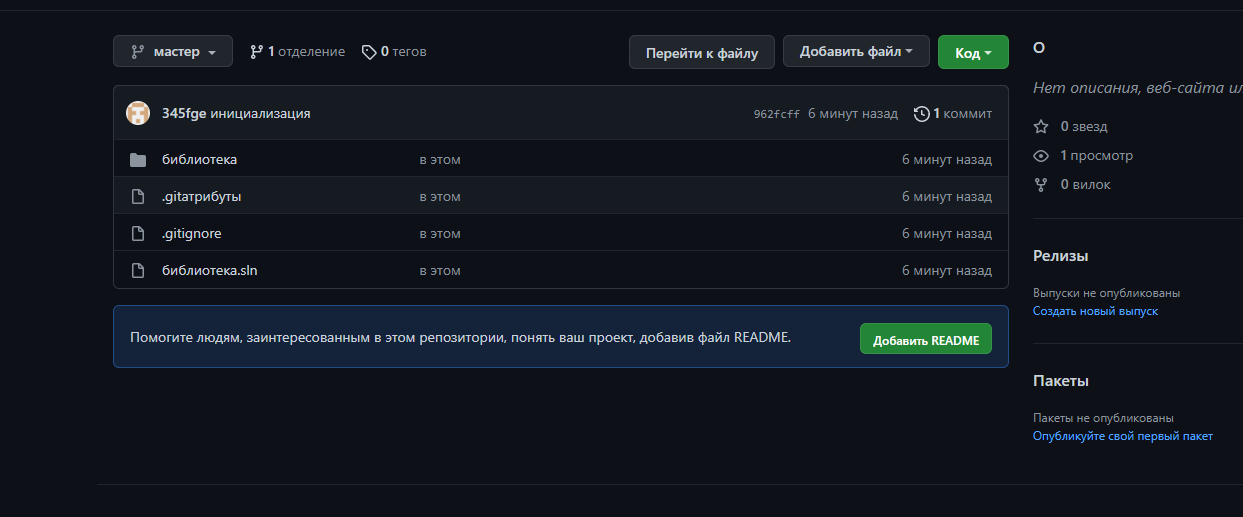 мастер 1 отделение 0 тегов Перейти к файлу Добавить файл Код
345fge инициализация 962fcff 6 минут назад 1 коммит
библиотека в этом 6 минут назад
.gitатрибуты в этом 6 минут назад
.gitignore в этом 6 минут назад
библиотека.sln в этом 6 минут назад
Помогите людям, заинтересованным в этом репозитории, понять ваш проект, добавив файл README. Добавить README
О
Нет описания, веб-сайта ил
0 звезд
1 просмотр
0 вилок
Релизы
Выпуски не опубликованы
Создать новый выпуск
Пакеты
Пакеты не опубликованы
Опубликуйте свой первый пакет